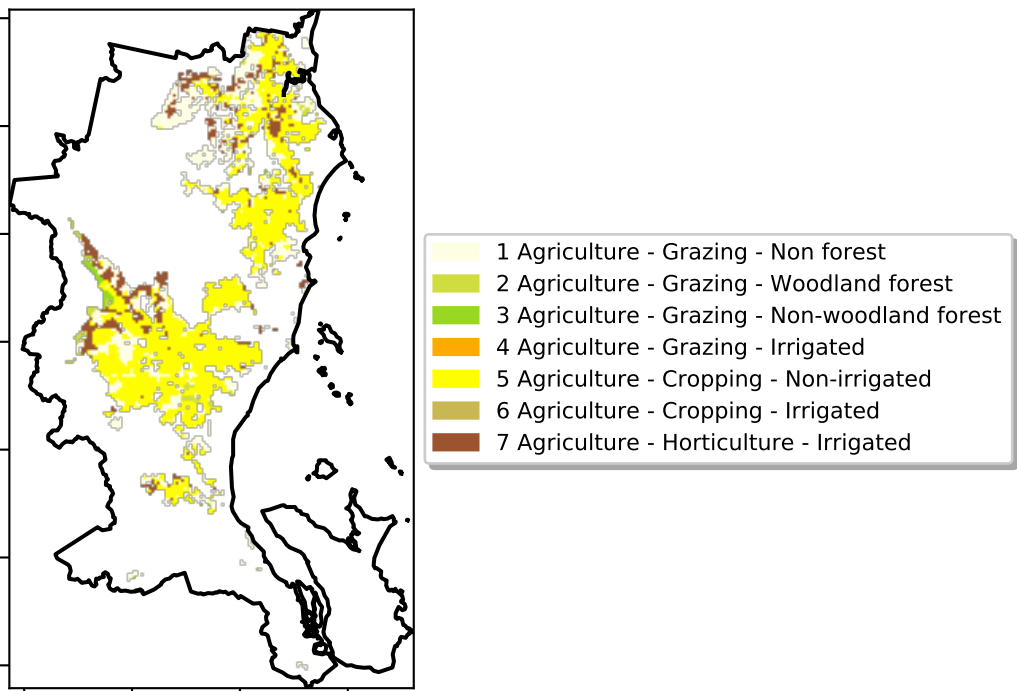 1 Agriculture - Grazing - Non forest
2 Agriculture - Grazing - Woodland forest
3 Agriculture - Grazing - Non-woodland forest
4 Agriculture - Grazing - Irrigated
5 Agriculture - Cropping - Non-irrigated
6 Agriculture - Cropping - Irrigated
7 Agriculture - Horticulture - Irrigated